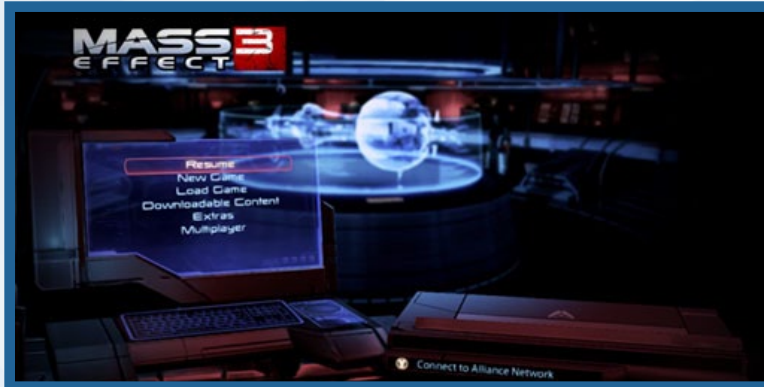 MASS 3
EFFECT
Resume
New Game
Load Game
Downloadable Content
Extras
Multiplayer
Y Connect to Alliance Network